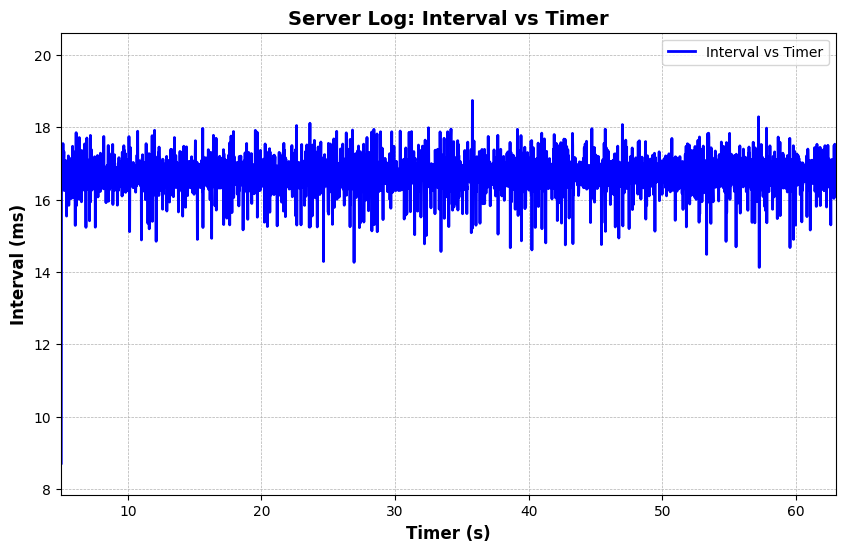 Server Log: Interval vs Timer
Interval vs Timer
20
18
16
14
12
10
8
Interval (ms)
10 20 30 40 50 60
Timer (s)